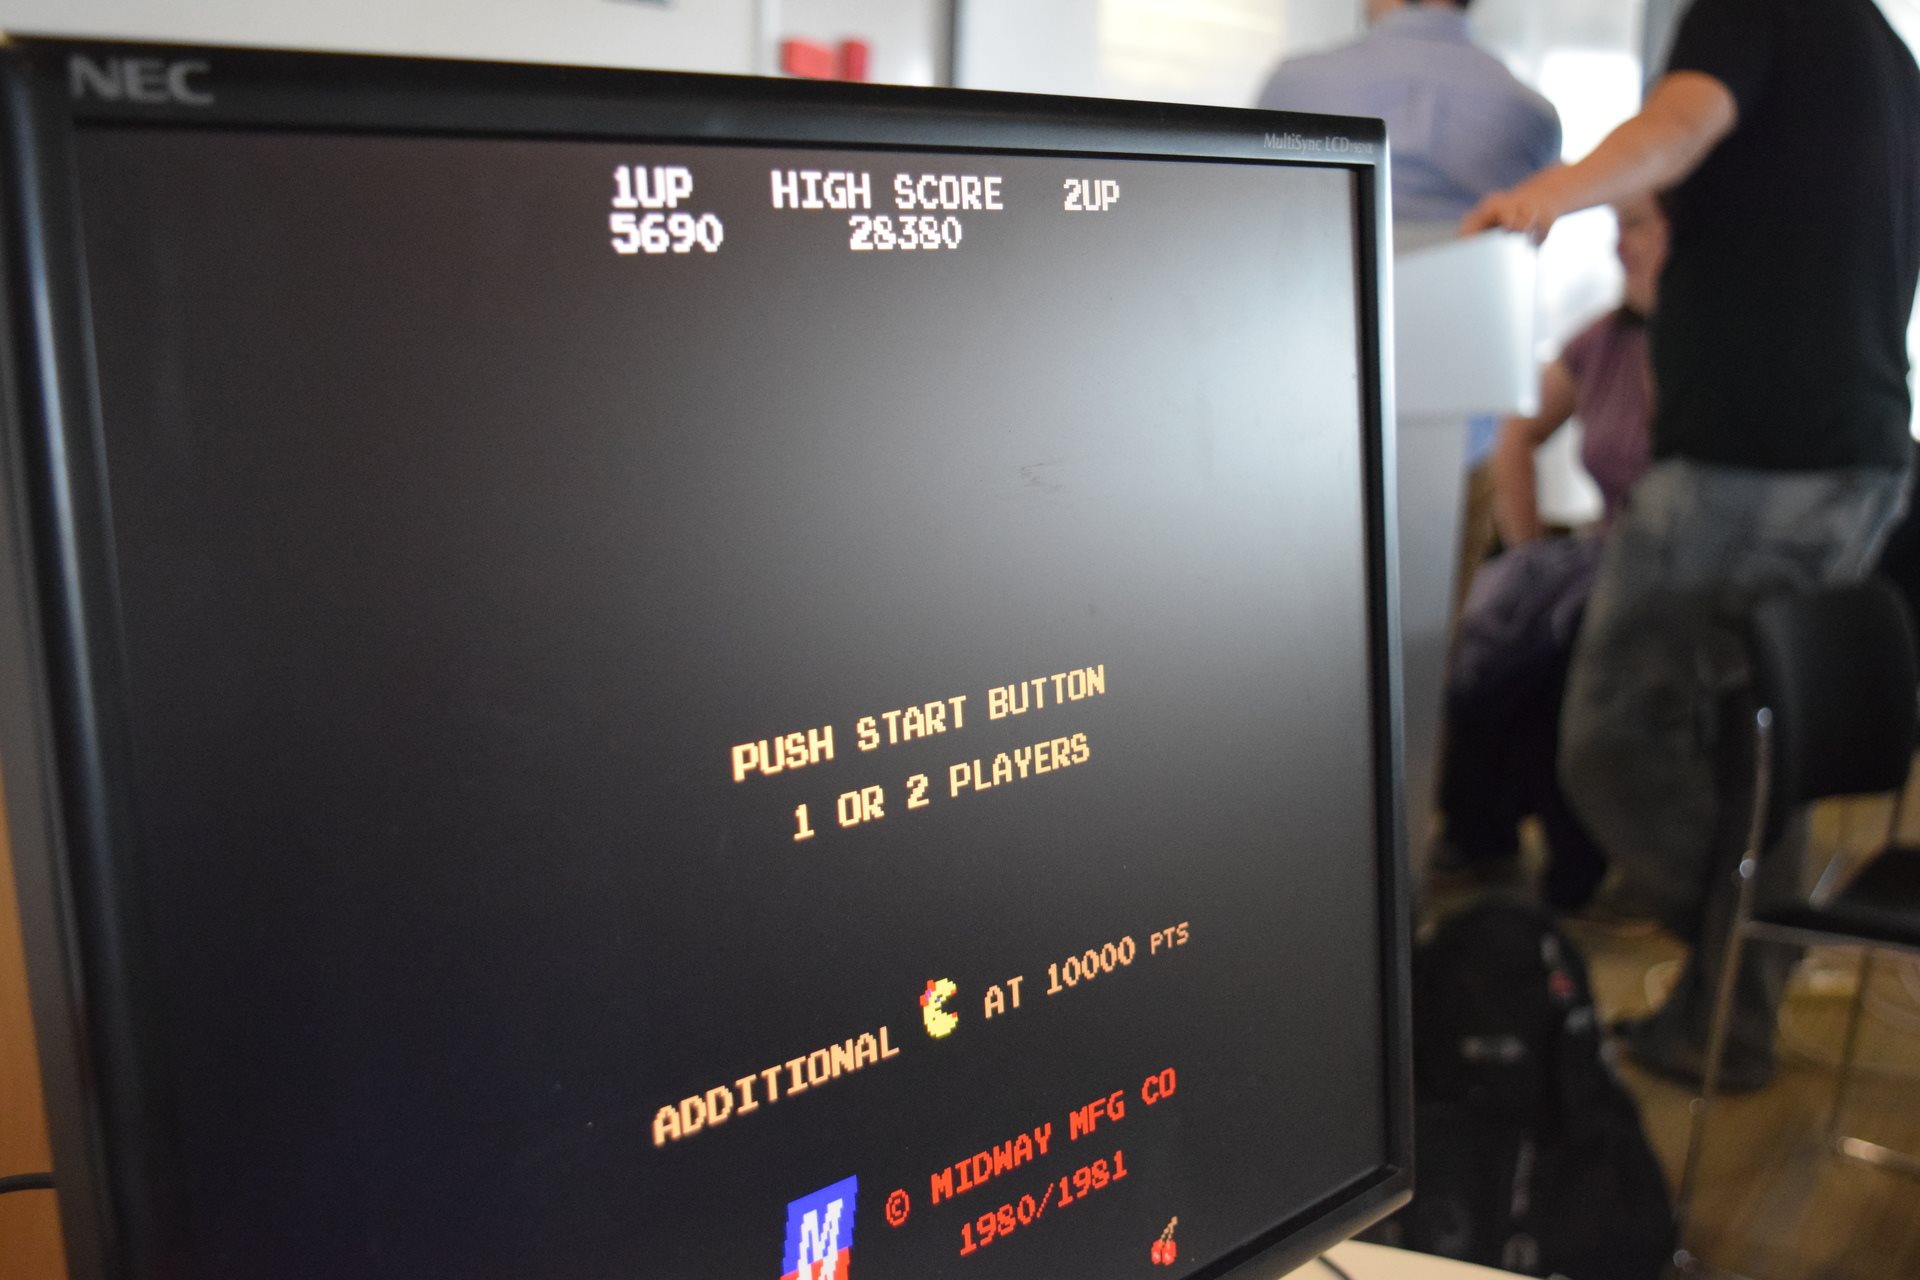 NEC
MultiSync LCD
1UP HIGH SCORE 2UP
5690 28380
PUSH START BUTTON
1 OR 2 PLAYERS
ADDITIONAL AT 10000 PTS
© MIDWAY MFG CO
1980/1981